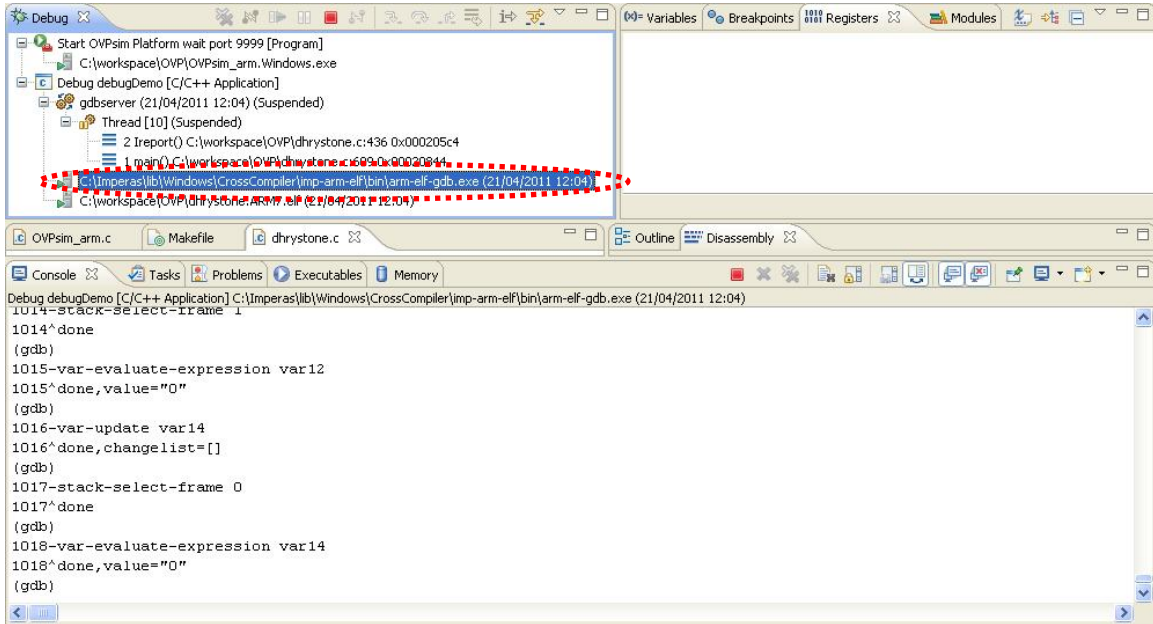 Debug
(x)= Variables
Breakpoints
1010 0101 Registers
Modules
Start OVPsim Platform wait port 9999 [Program]
C:\workspace\OVP\OVPsim_arm.Windows.exe
Debug debugDemo [C/C++ Application]
gdbserver (21/04/2011 12:04) (Suspended)
Thread [10] (Suspended)
2 Ireport() C:\workspace\OVP\dhrystone.c:436 0x000205c4
1 main() C:\workspace\OVP\dhrystone.c:609 0x00020844
C:\Imperas\lib\Windows\CrossCompiler\imp-arm-elf\bin\arm-elf-gdb.exe (21/04/2011 12:04)
C:\workspace\OVP\dhrystone.ARM7.elf (21/04/2011 12:04)
OVPsim_arm.c
Makefile
dhrystone.c
Outline
Disassembly
Console
Tasks
Problems
Executables
Memory
Debug debugDemo [C/C++ Application] C:\Imperas\lib\Windows\CrossCompiler\imp-arm-elf\bin\arm-elf-gdb.exe (21/04/2011 12:04)
1014-stack-select-frame 1
1014^done
(gdb)
1015-var-evaluate-expression var12
1015^done,value="0"
(gdb)
1016-var-update var14
1016^done,changelist=[]
(gdb)
1017-stack-select-frame 0
1017^done
(gdb)
1018-var-evaluate-expression var14
1018^done,value="0"
(gdb)